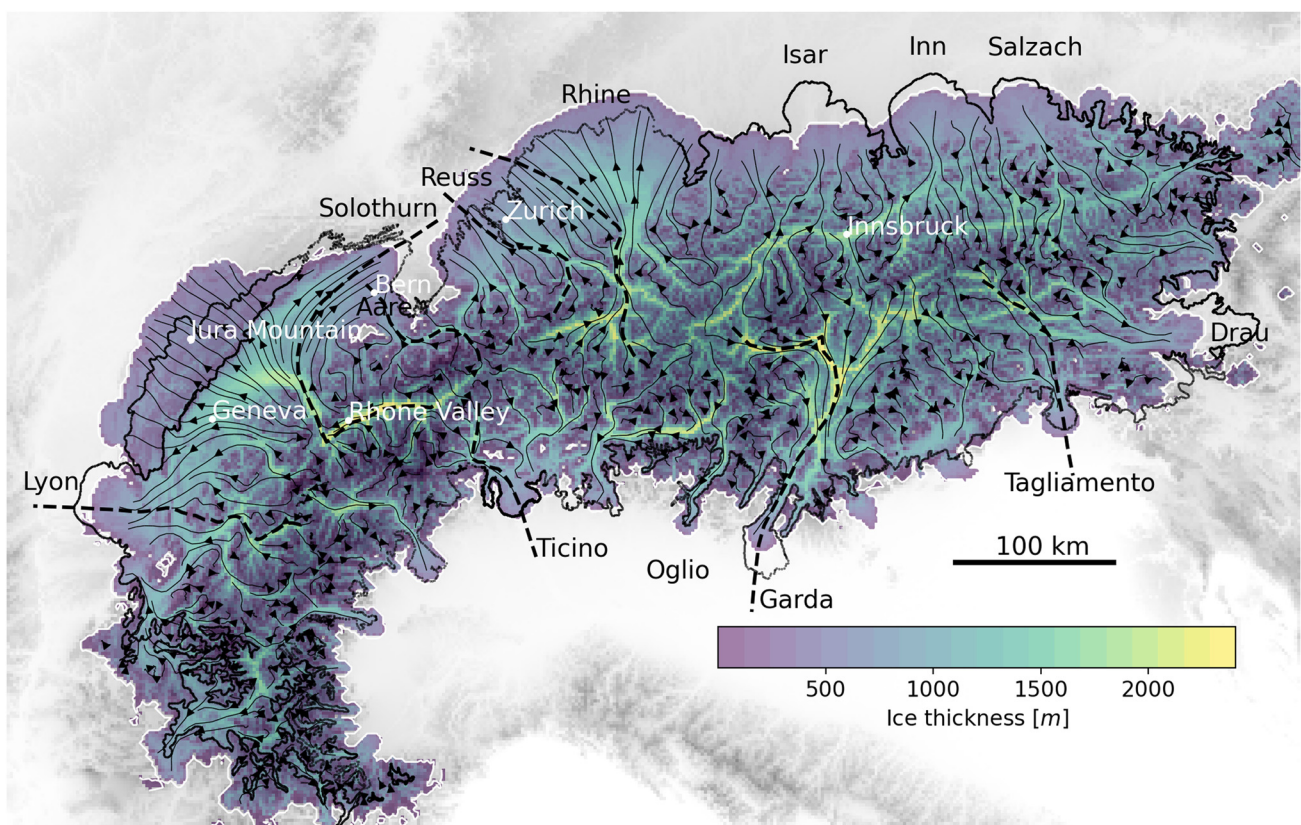 Isar
Inn
Salzach
Rhine
Reuss
Solothurn
Zurich
Innsbruck
Bern
Aare
Jura Mountain
Drau
Geneva
Rhone Valley
Lyon
Tagliamento
100 km
Ticino
Oglio
Garda
500
1000
1500
2000
Ice thickness [m]